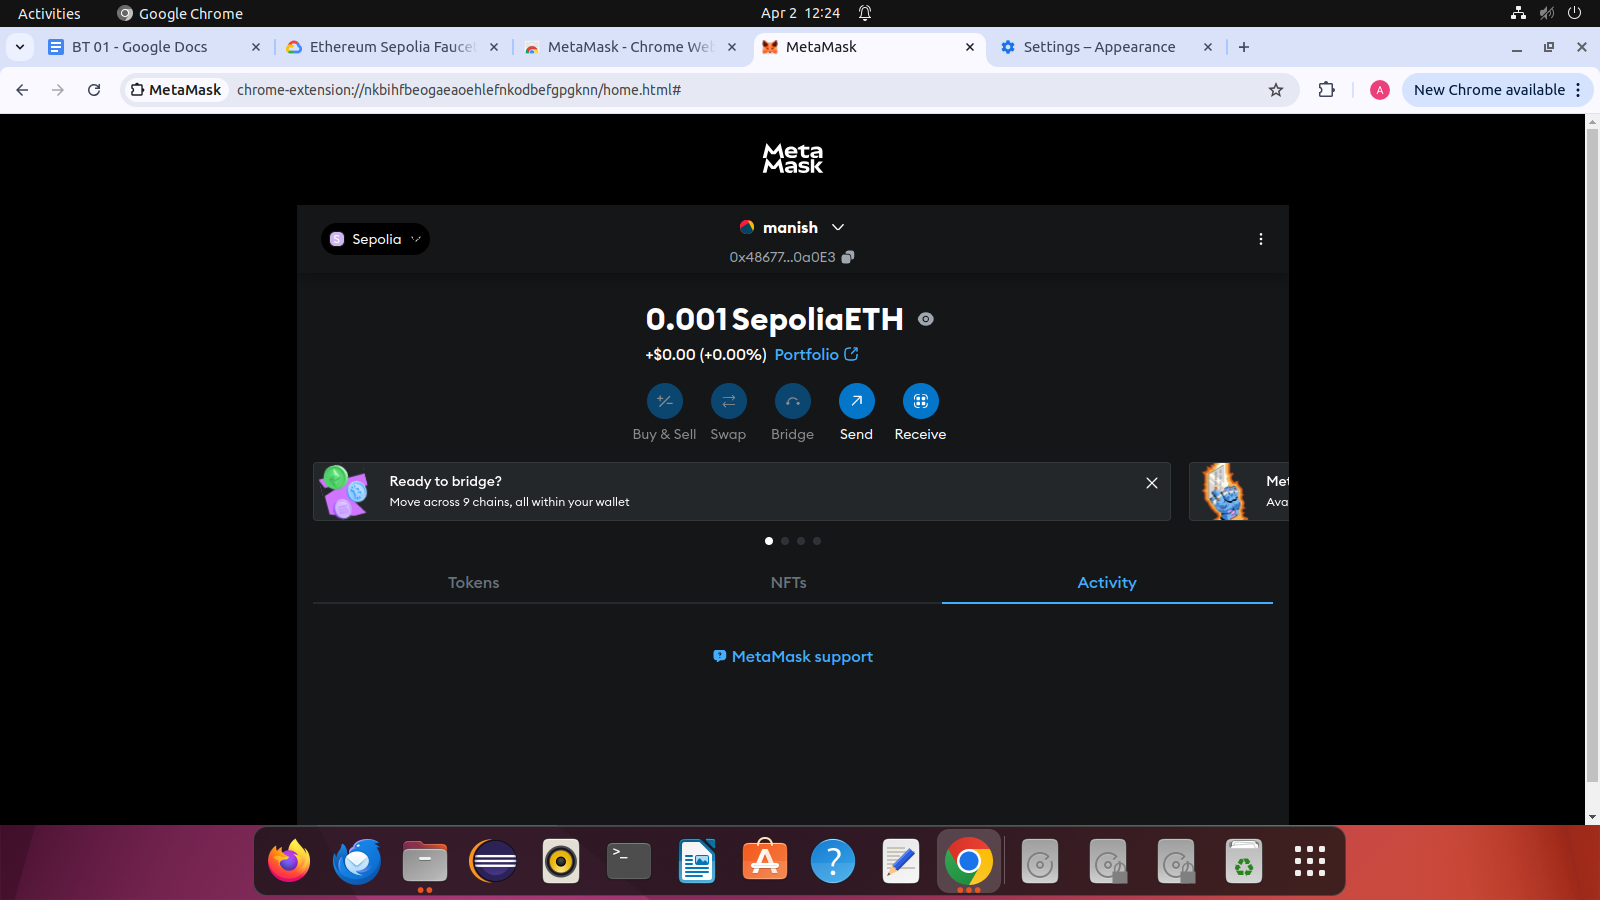 Activities
Google Chrome
Apr 2 12:24
BT 01 - Google Docs
Ethereum Sepolia Fauce
MetaMask - Chrome We
MetaMask
Settings – Appearance
MetaMask
chrome-extension://nkbihfbeogaeaoehlefnkodbefgpgknn/home.html#
A
New Chrome available
Meta
Mask
S
Sepolia
manish
0x48677...0a0E3
0.001 SepoliaETH
+$0.00 (+0.00%) Portfolio
Buy & Sell
Swap
Bridge
Send
Receive
Ready to bridge?
Move across 9 chains, all within your wallet
Met
Ava
Tokens
NFTs
Activity
MetaMask support